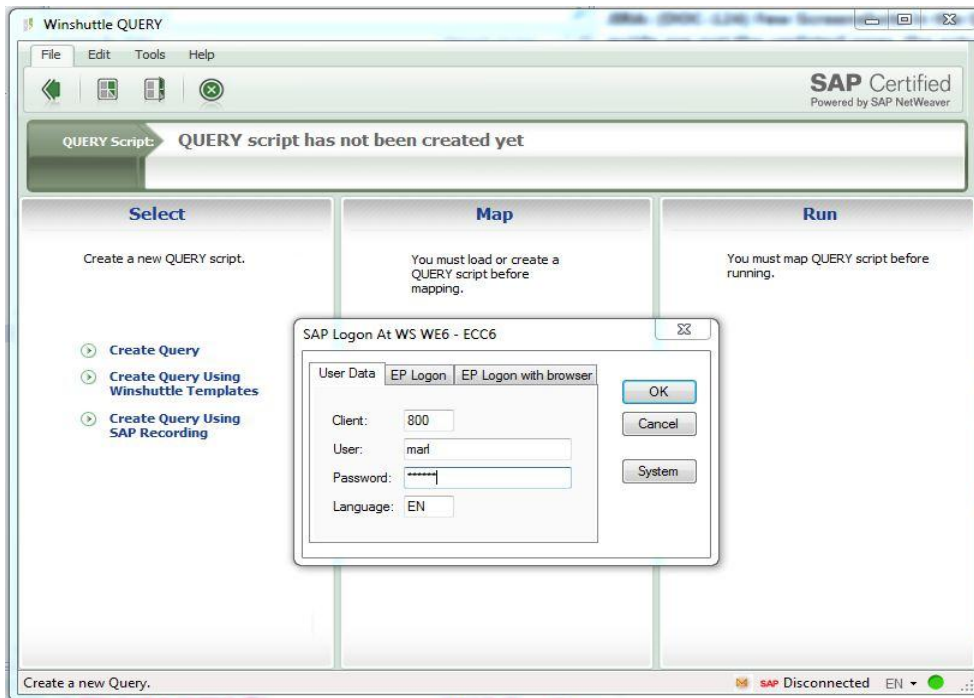 Winshuttle QUERY
File Edit Tools Help
SAP Certified
Powered by SAP NetWeaver
QUERY Script: QUERY script has not been created yet
Select
Create a new QUERY script.
Create Query
Create Query Using
Winshuttle Templates
Create Query Using
SAP Recording
Map
You must load or create a
QUERY script before
mapping.
Run
You must map QUERY script before
running.
SAP Logon At WS WE6 - ECC6
User Data EP Logon EP Logon with browser
Client: 800
User: marl
Password: ******
Language: EN
OK
Cancel
System
Create a new Query.
SAP Disconnected EN